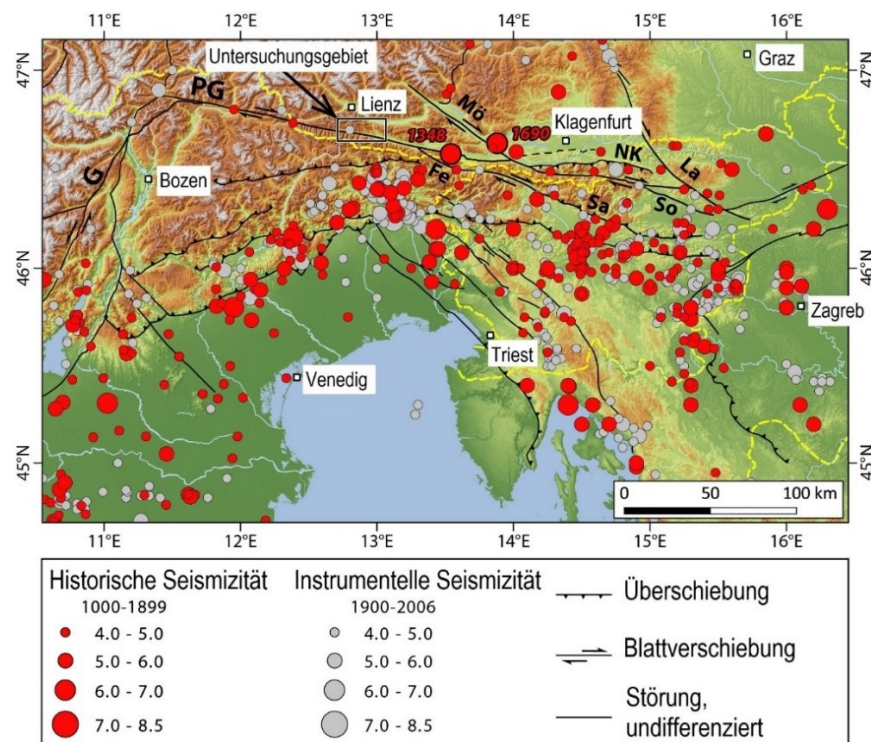 11°E 12°E 13°E 14°E 15°E 16°E
47°N 47°N
Untersuchungsgebiet
Graz
PG
Lienz
Mö
1348
1690
Klagenfurt
NK
La
G
Bozen
Fe
Sa
So
46°N 46°N
Zagreb
Triest
Venedig
45°N 45°N
0 50 100 km
11°E 12°E 13°E 14°E 15°E 16°E
Historische Seismizität
1000-1899
4.0 - 5.0
5.0 - 6.0
6.0 - 7.0
7.0 - 8.5
Instrumentelle Seismizität
1900-2006
4.0 - 5.0
5.0 - 6.0
6.0 - 7.0
7.0 - 8.5
Überschiebung
Blattverschiebung
Störung,
undifferenziert